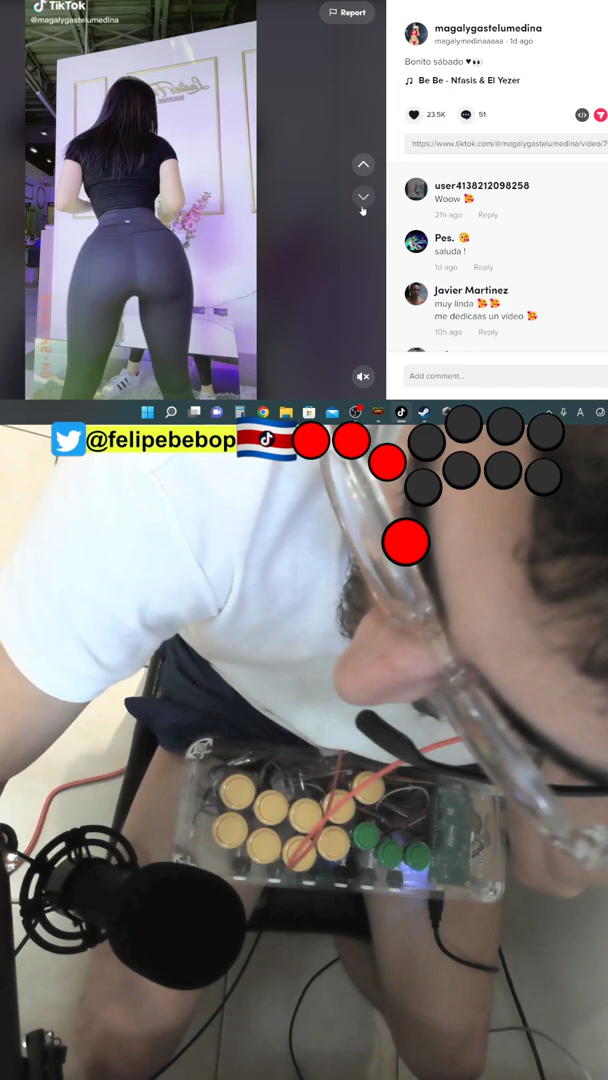 TikTok
@magalygastelumedina
Report
magalygastelumedina
magalymedinaaaaa · 1d ago
Bonito sábado ♥️👀
♫ Be Be - Nfasis & El Yezer
23.5K
51
https://www.tiktok.com/@magalygastelumedina/video/7
user4138212098258
Woow 🥰
21h ago Reply
Pes. 😘
saluda !
1d ago Reply
Javier Martinez
muy linda 🥰🥰
me dedicaas un vídeo 🥰
10h ago Reply
Add comment...
A
@felipebebop